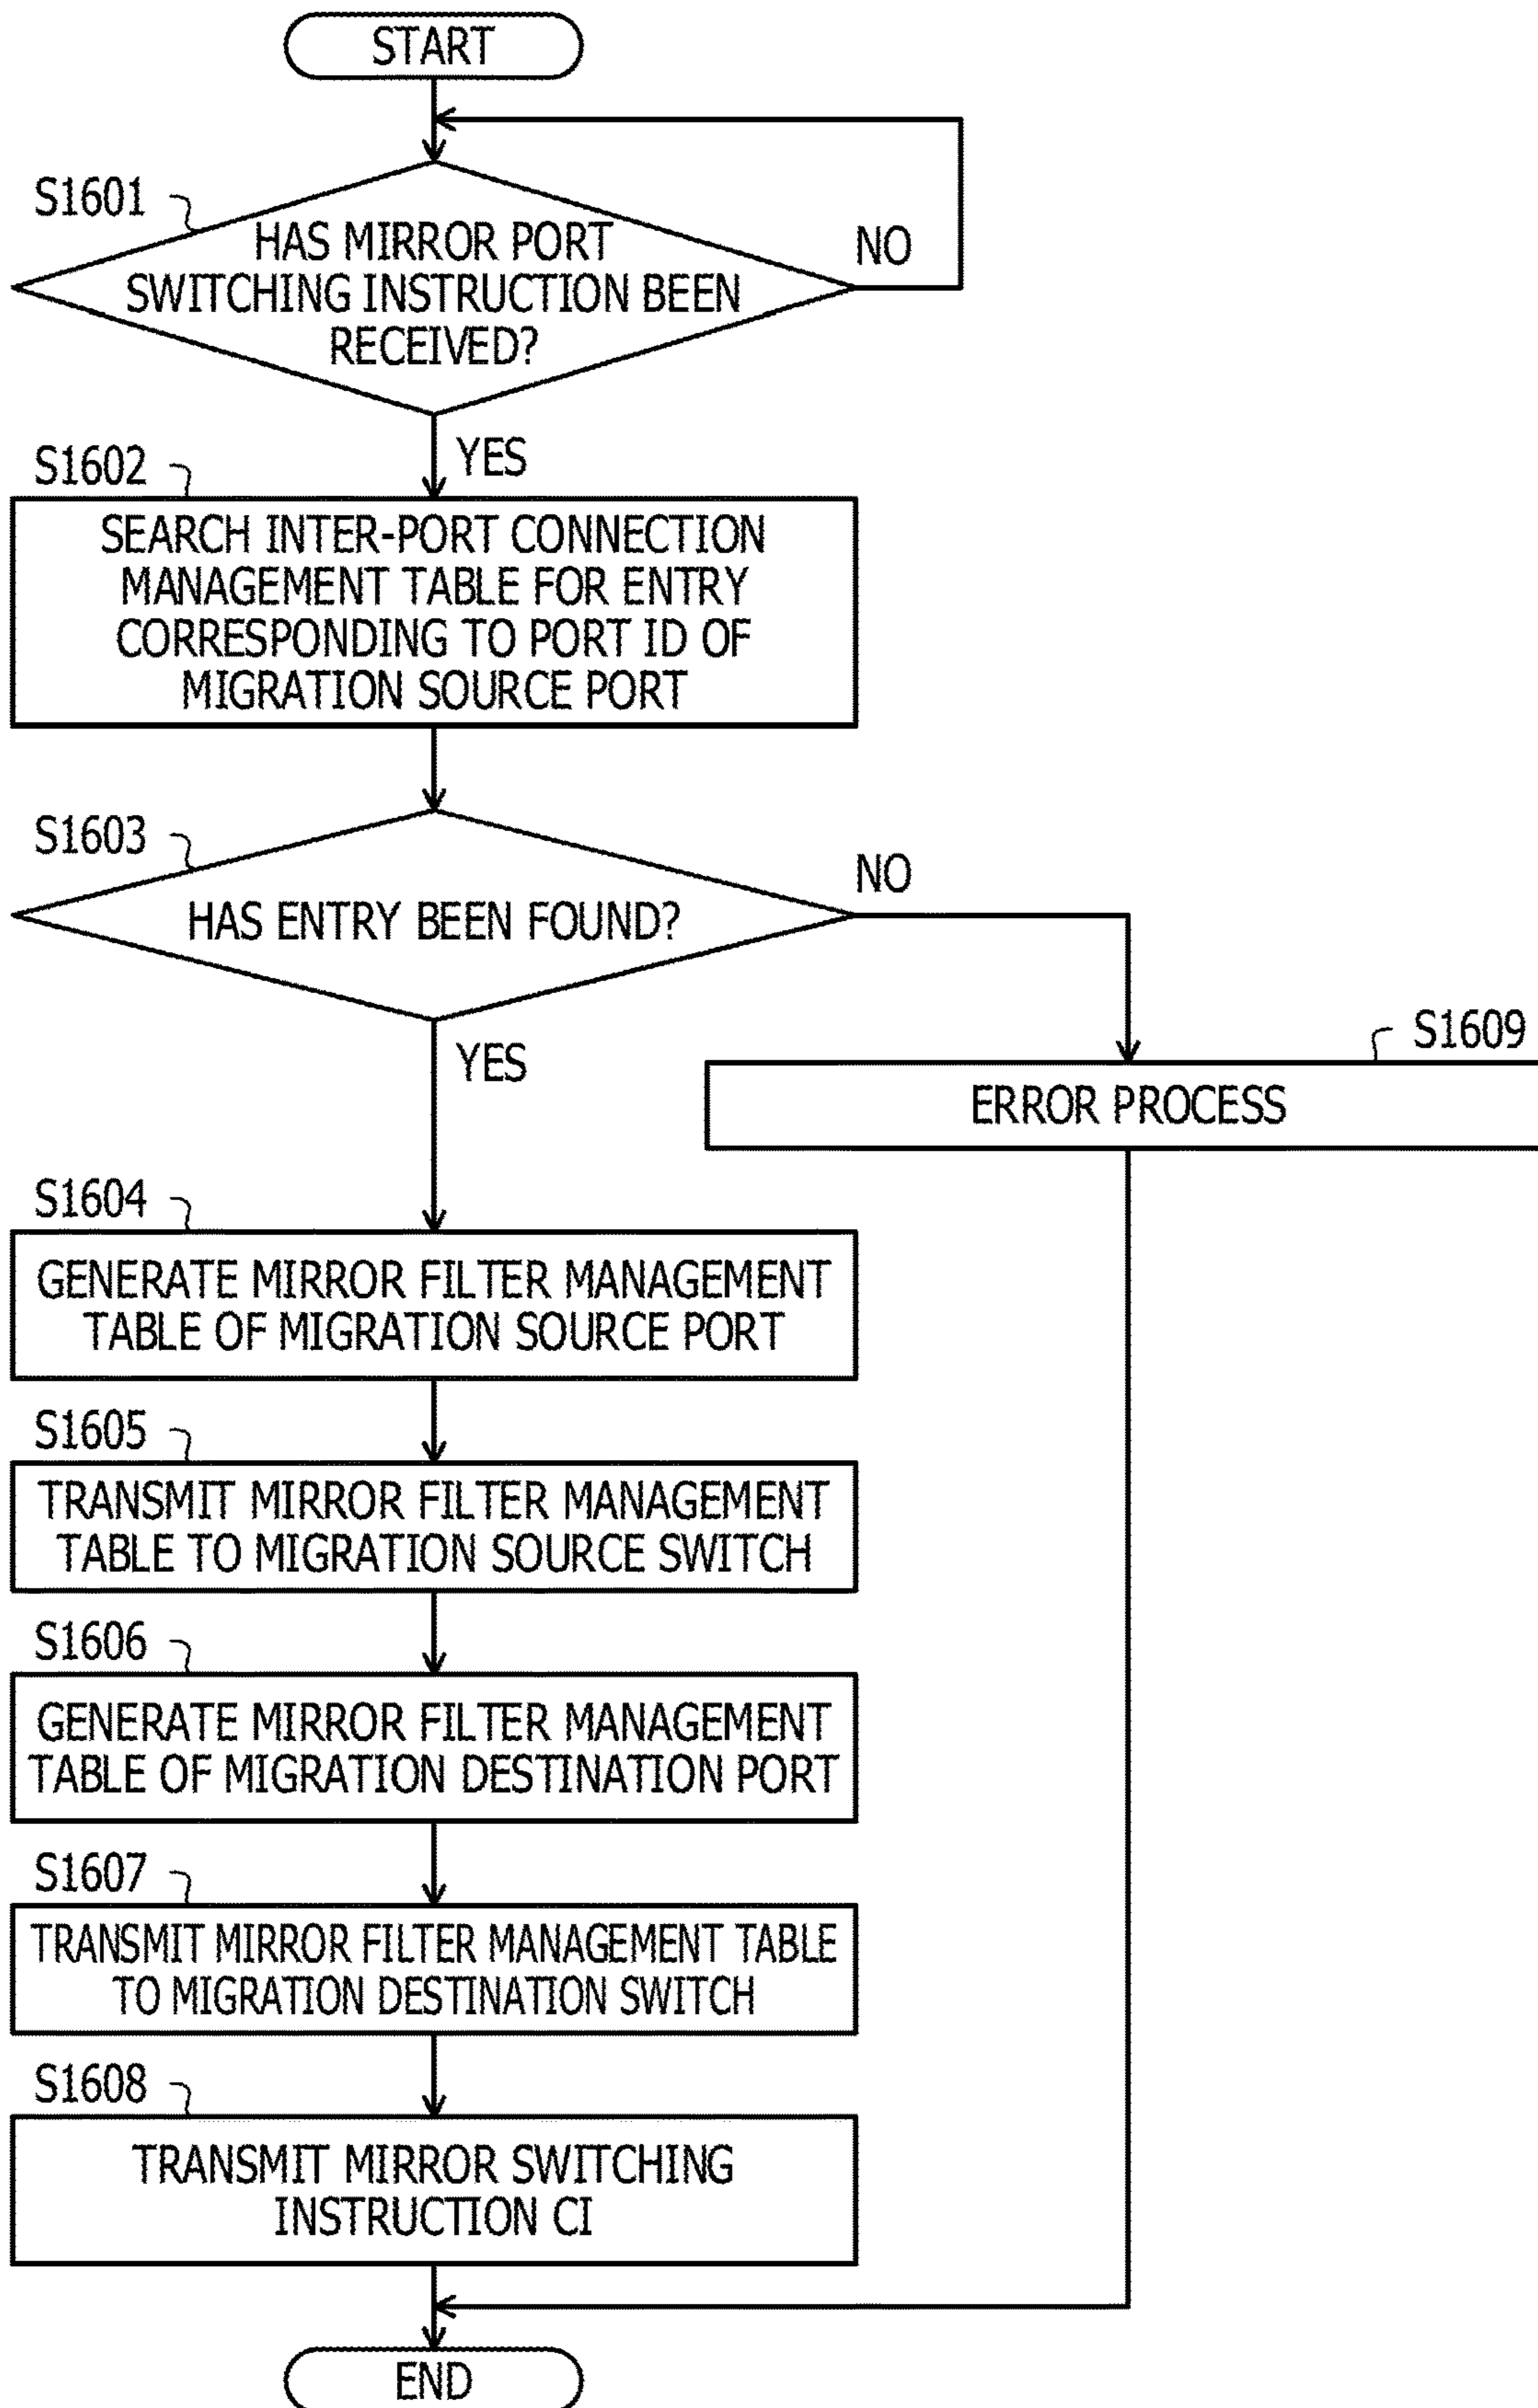 START
S1601
HAS MIRROR PORT
SWITCHING INSTRUCTION BEEN
RECEIVED?
NO
YES
S1602
SEARCH INTER-PORT CONNECTION
MANAGEMENT TABLE FOR ENTRY
CORRESPONDING TO PORT ID OF
MIGRATION SOURCE PORT
S1603
HAS ENTRY BEEN FOUND?
NO
YES
S1609
ERROR PROCESS
S1604
GENERATE MIRROR FILTER MANAGEMENT
TABLE OF MIGRATION SOURCE PORT
S1605
TRANSMIT MIRROR FILTER MANAGEMENT
TABLE TO MIGRATION SOURCE SWITCH
S1606
GENERATE MIRROR FILTER MANAGEMENT
TABLE OF MIGRATION DESTINATION PORT
S1607
TRANSMIT MIRROR FILTER MANAGEMENT TABLE
TO MIGRATION DESTINATION SWITCH
S1608
TRANSMIT MIRROR SWITCHING
INSTRUCTION CI
END